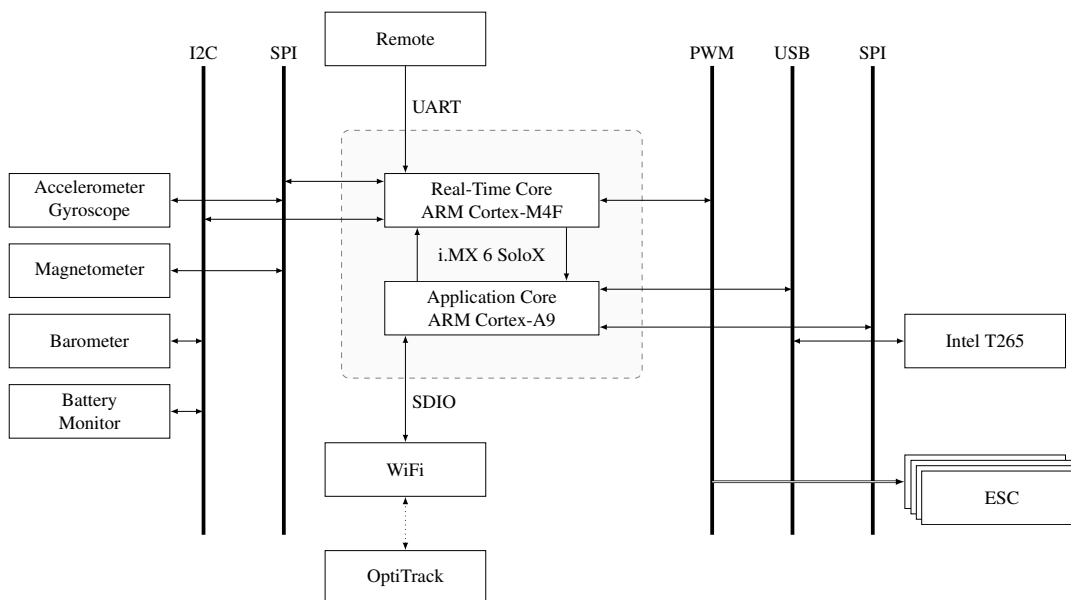 Remote
I2C
SPI
PWM
USB
SPI
UART
Accelerometer
Gyroscope
Real-Time Core
ARM Cortex-M4F
i.MX 6 SoloX
Magnetometer
Application Core
ARM Cortex-A9
Barometer
Intel T265
Battery
Monitor
SDIO
WiFi
ESC
OptiTrack